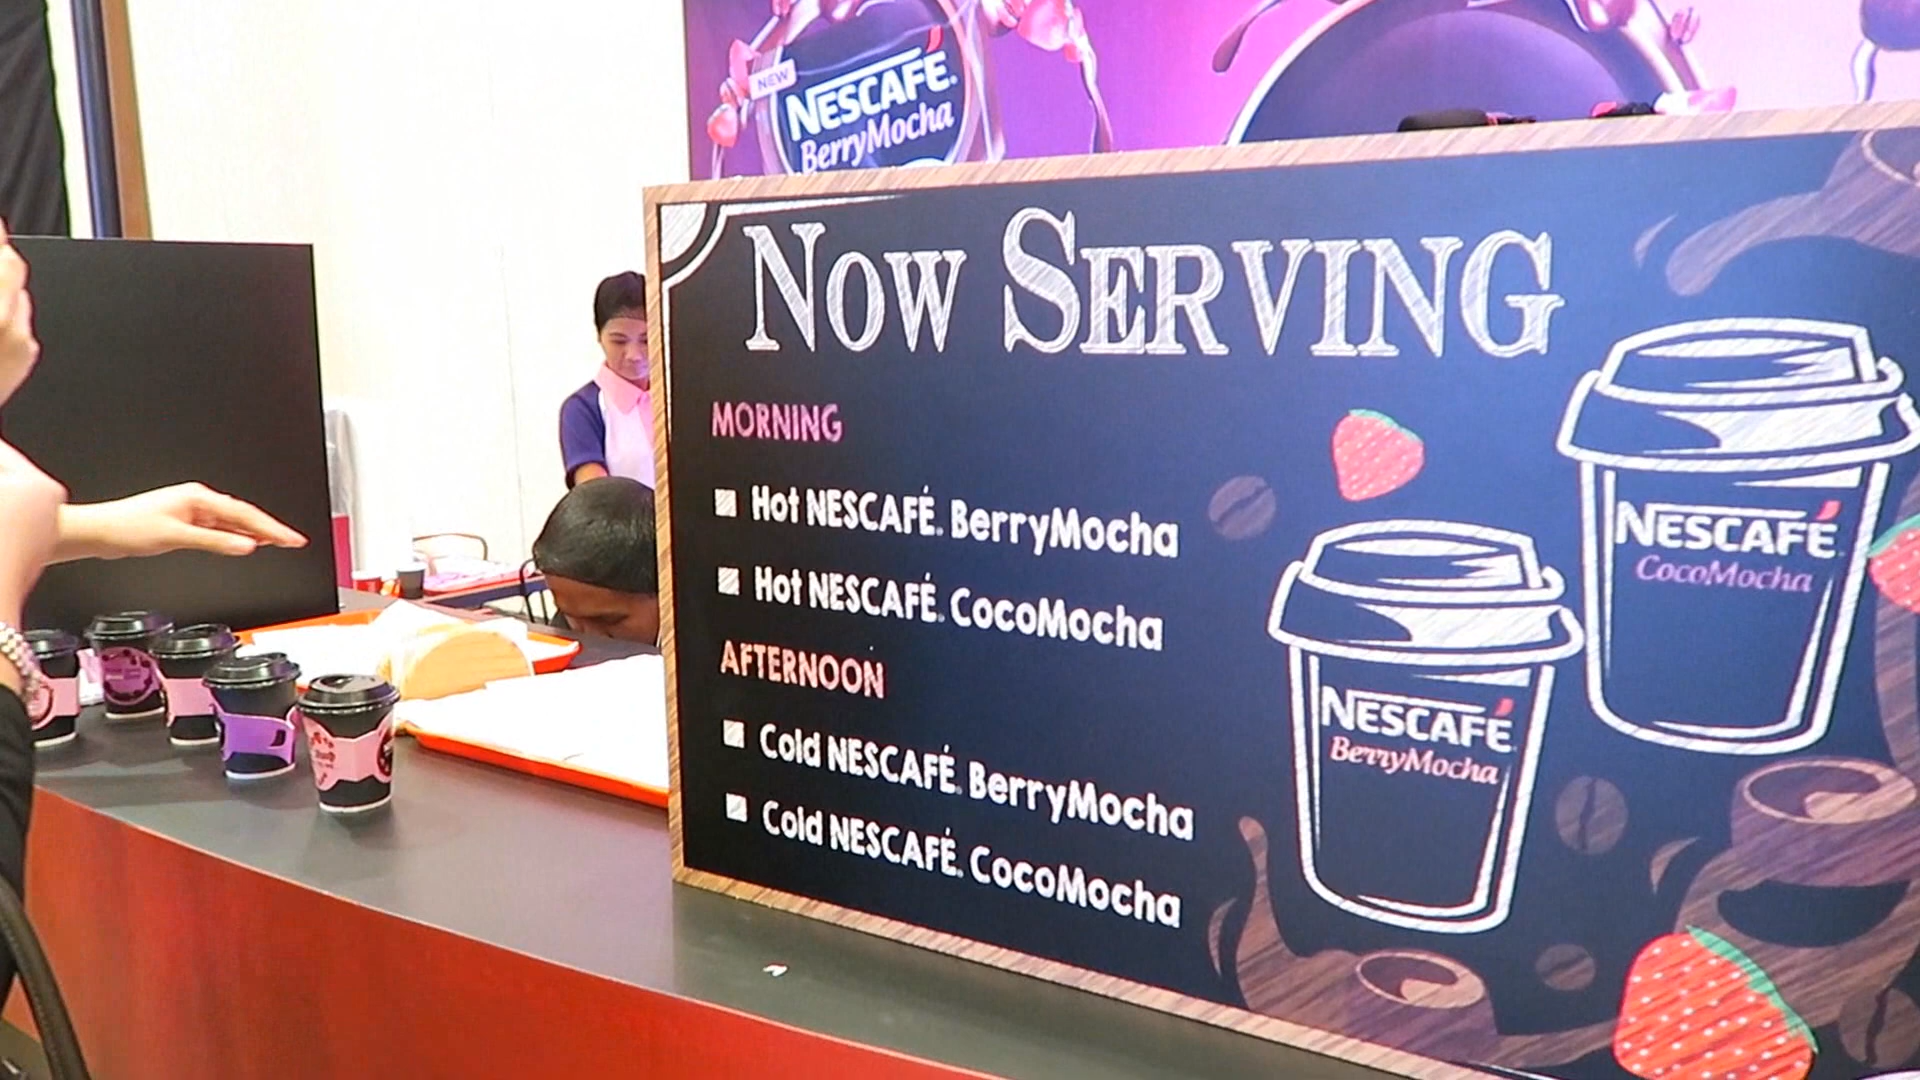 NEW
NESCAFÉ.
BerryMocha
NOW SERVING
MORNING
Hot NESCAFÉ. BerryMocha
Hot NESCAFÉ. CocoMocha
AFTERNOON
Cold NESCAFÉ. BerryMocha
Cold NESCAFÉ. CocoMocha
NESCAFÉ.
CocoMocha
NESCAFÉ.
BerryMocha